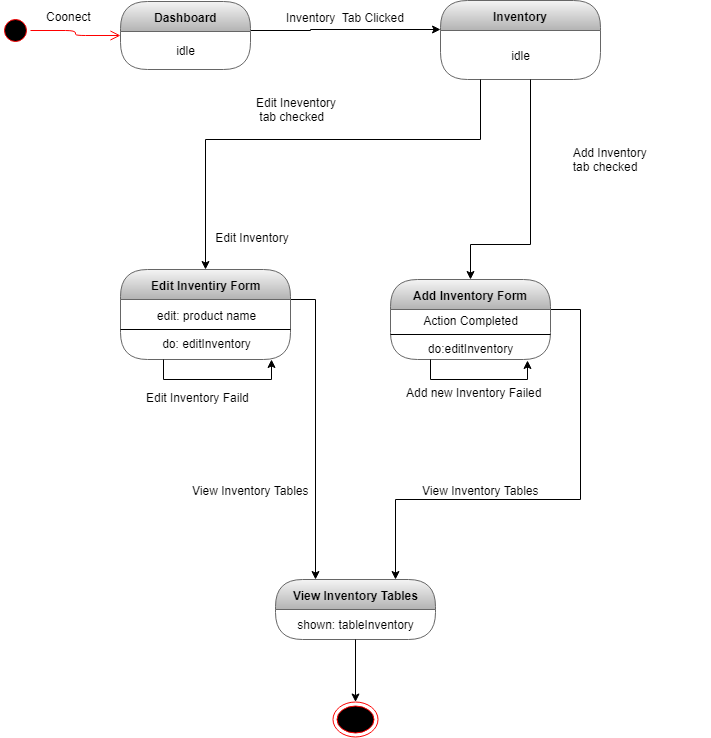 Coonect
Dashboard
idle
Inventory  Tab Clicked
Inventory
idle
Edit Ineventory
tab checked
Add Inventory
tab checked
Edit Inventory
Edit Inventiry Form
edit: product name
do: editInventory
Edit Inventory Faild
Add Inventory Form
Action Completed
do:editInventory
Add new Inventory Failed
View Inventory Tables
View Inventory Tables
View Inventory Tables
shown: tableInventory